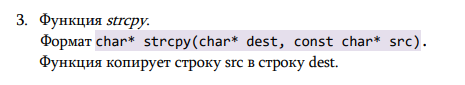 3. Функция strcpy.
Формат char* strcpy(char* dest, const char* src).
Функция копирует строку src в строку dest.